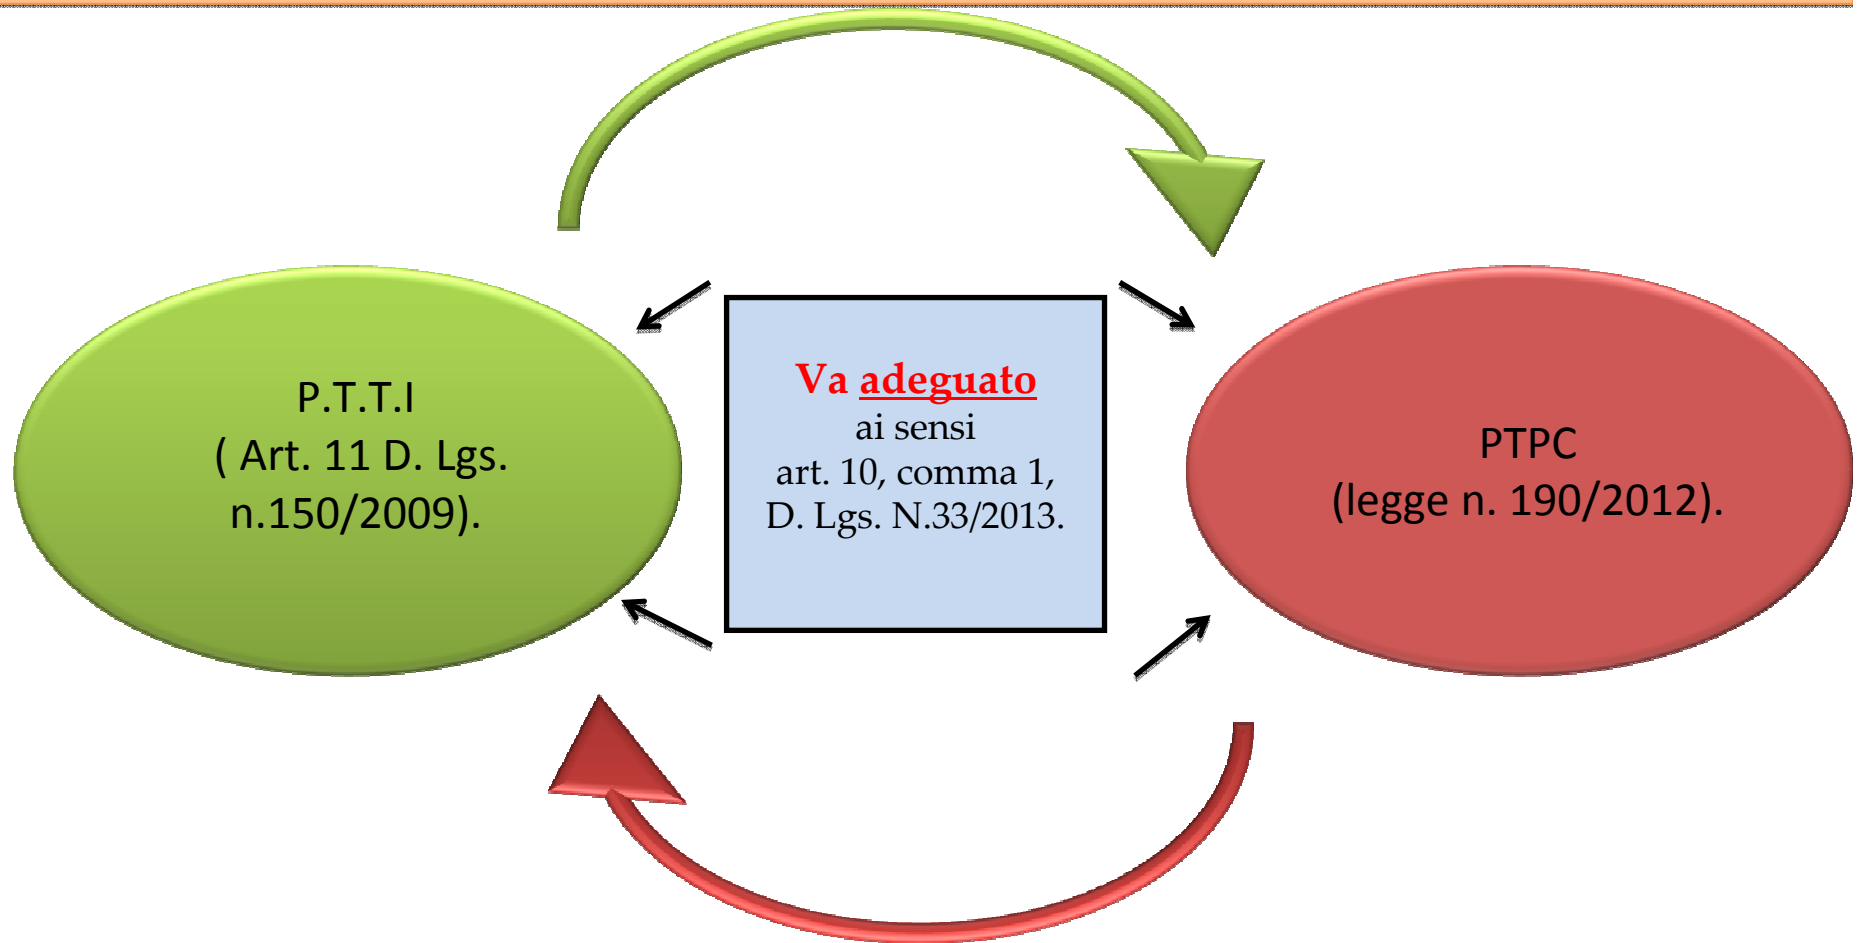 P.T.T.I
( Art. 11 D. Lgs.
n.150/2009).
Va adeguato
ai sensi
art. 10, comma 1,
D. Lgs. N.33/2013.
PTPC
(legge n. 190/2012).